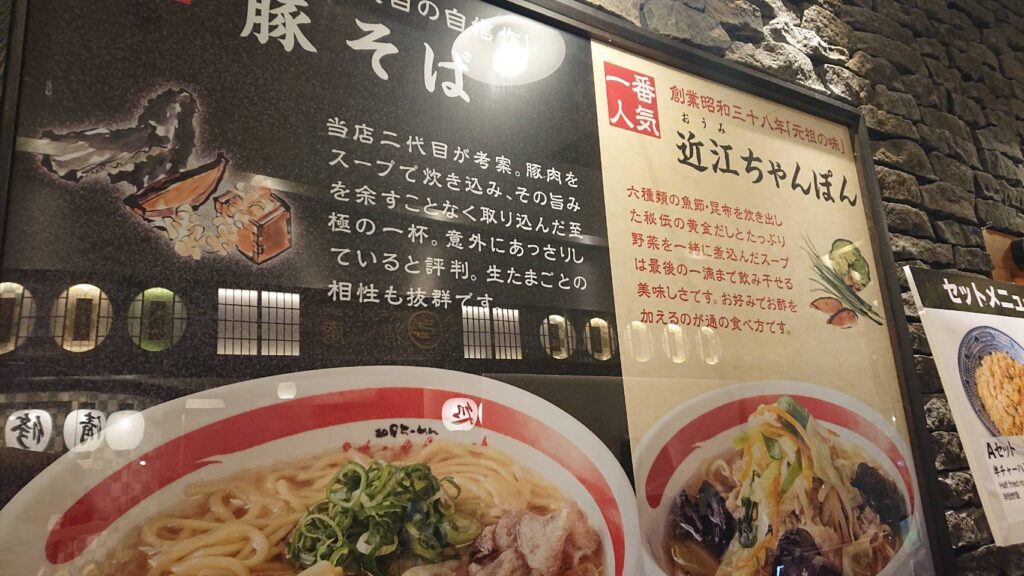 目の自信作」
豚そば
当店二代目が考案。豚肉を
スープで炊き込み、その旨み
を余すことなく取り込んだ至
極の一杯。意外にあっさりし
ていると評判。生たまごとの
相性も抜群です。
一番
人気
創業昭和三十八年「元祖の味」
おうみ
近江ちゃんぽん
六種類の魚節・昆布を炊き出し
た秘伝の黄金だしとたっぷり
野菜を一緒に煮込んだスープ
は最後の一滴まで飲み干せる
美味しさです。お好みでお酢を
加えるのが通の食べ方です。
セットメニュ
Aセット
半チャーハ